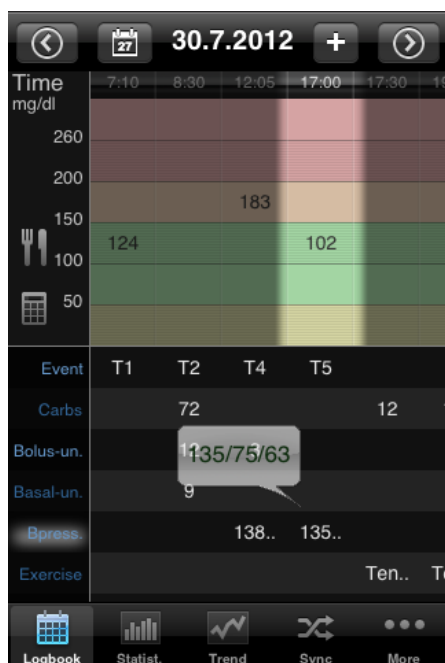 27 30.7.2012 +
Time 7:10 8:30 12:05 17:00 17:30
mg/dl
260
200
183
150
124 102
100
50
Event T1 T2 T4 T5
Carbs 72 12
Bolus-un. 12
135/75/63
Basal-un. 9
Bpress. 138.. 135..
Exercise Ten..
Logbook Statist. Trend Sync More